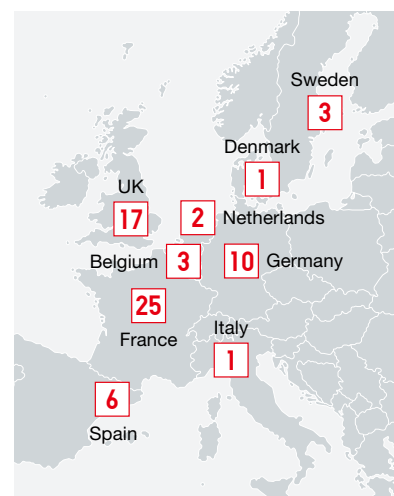 Sweden
3
Denmark
1
UK
17
2
Netherlands
Belgium
3
10
Germany
25
France
Italy
1
6
Spain